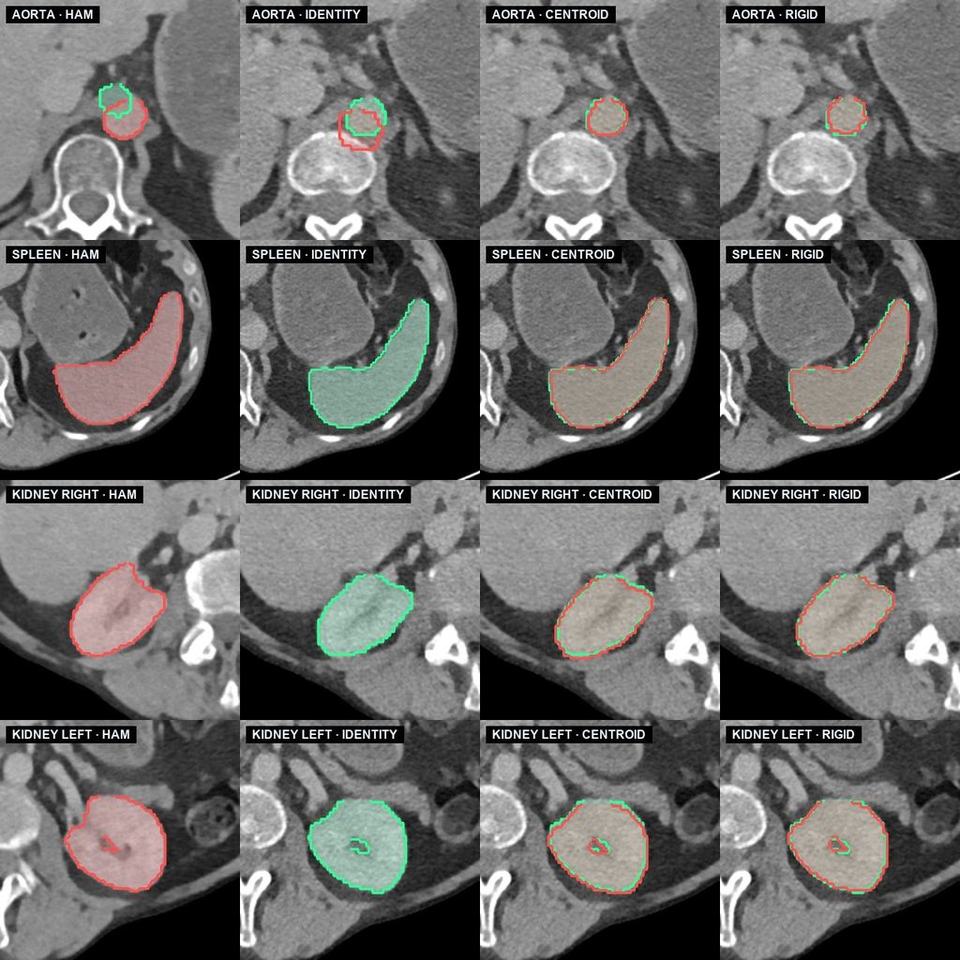 AORTA · HAM
AORTA · IDENTITY
AORTA · CENTROID
AORTA · RIGID
SPLEEN · HAM
SPLEEN · IDENTITY
SPLEEN · CENTROID
SPLEEN · RIGID
KIDNEY RIGHT · HAM
KIDNEY RIGHT · IDENTITY
KIDNEY RIGHT · CENTROID
KIDNEY RIGHT · RIGID
KIDNEY LEFT · HAM
KIDNEY LEFT · IDENTITY
KIDNEY LEFT · CENTROID
KIDNEY LEFT · RIGID